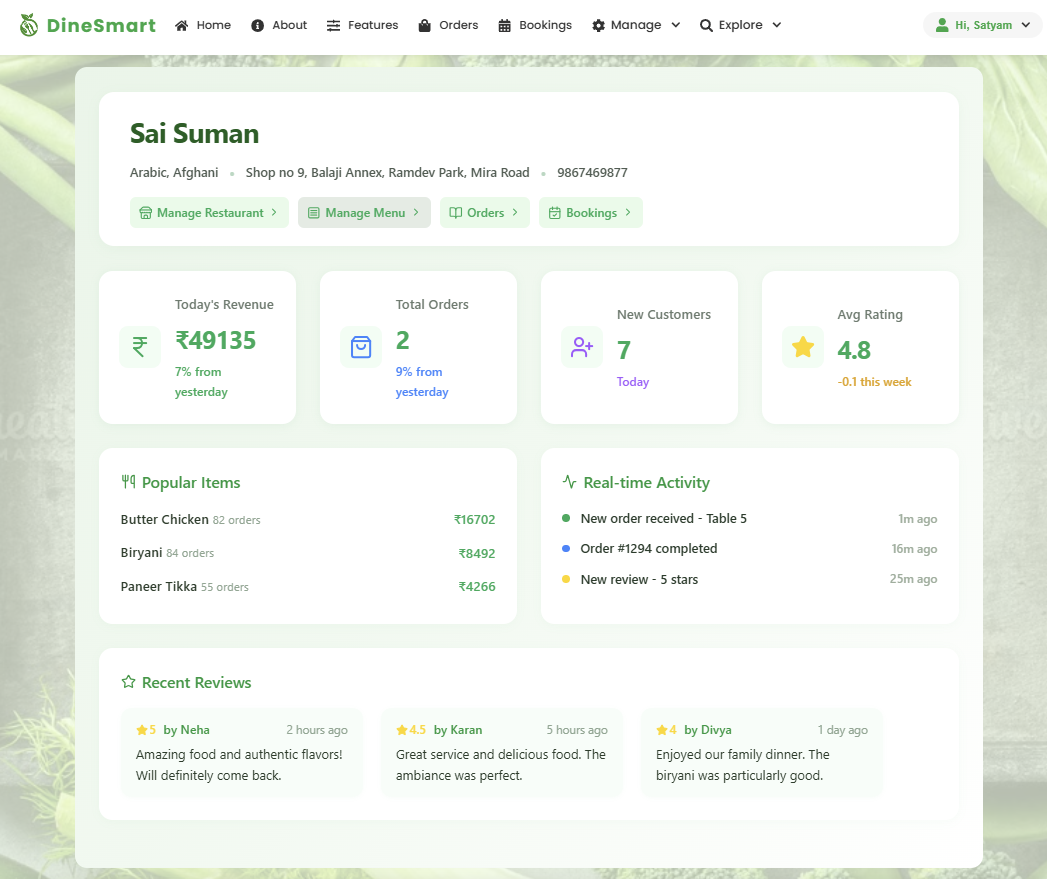 DineSmart Home About Features Orders Bookings Manage Explore Hi, Satyam
Sai Suman
Arabic, Afghani • Shop no 9, Balaji Annex, Ramdev Park, Mira Road • 9867469877
Manage Restaurant > Manage Menu > Orders > Bookings >
Today's Revenue
₹49135
7% from
yesterday
Total Orders
2
9% from
yesterday
New Customers
7
Today
Avg Rating
4.8
-0.1 this week
Popular Items
Butter Chicken 82 orders ₹16702
Biryani 84 orders ₹8492
Paneer Tikka 55 orders ₹4266
Real-time Activity
New order received - Table 5 1m ago
Order #1294 completed 16m ago
New review - 5 stars 25m ago
Recent Reviews
5 by Neha 2 hours ago
Amazing food and authentic flavors!
Will definitely come back.
4.5 by Karan 5 hours ago
Great service and delicious food. The
ambiance was perfect.
4 by Divya 1 day ago
Enjoyed our family dinner. The
biryani was particularly good.